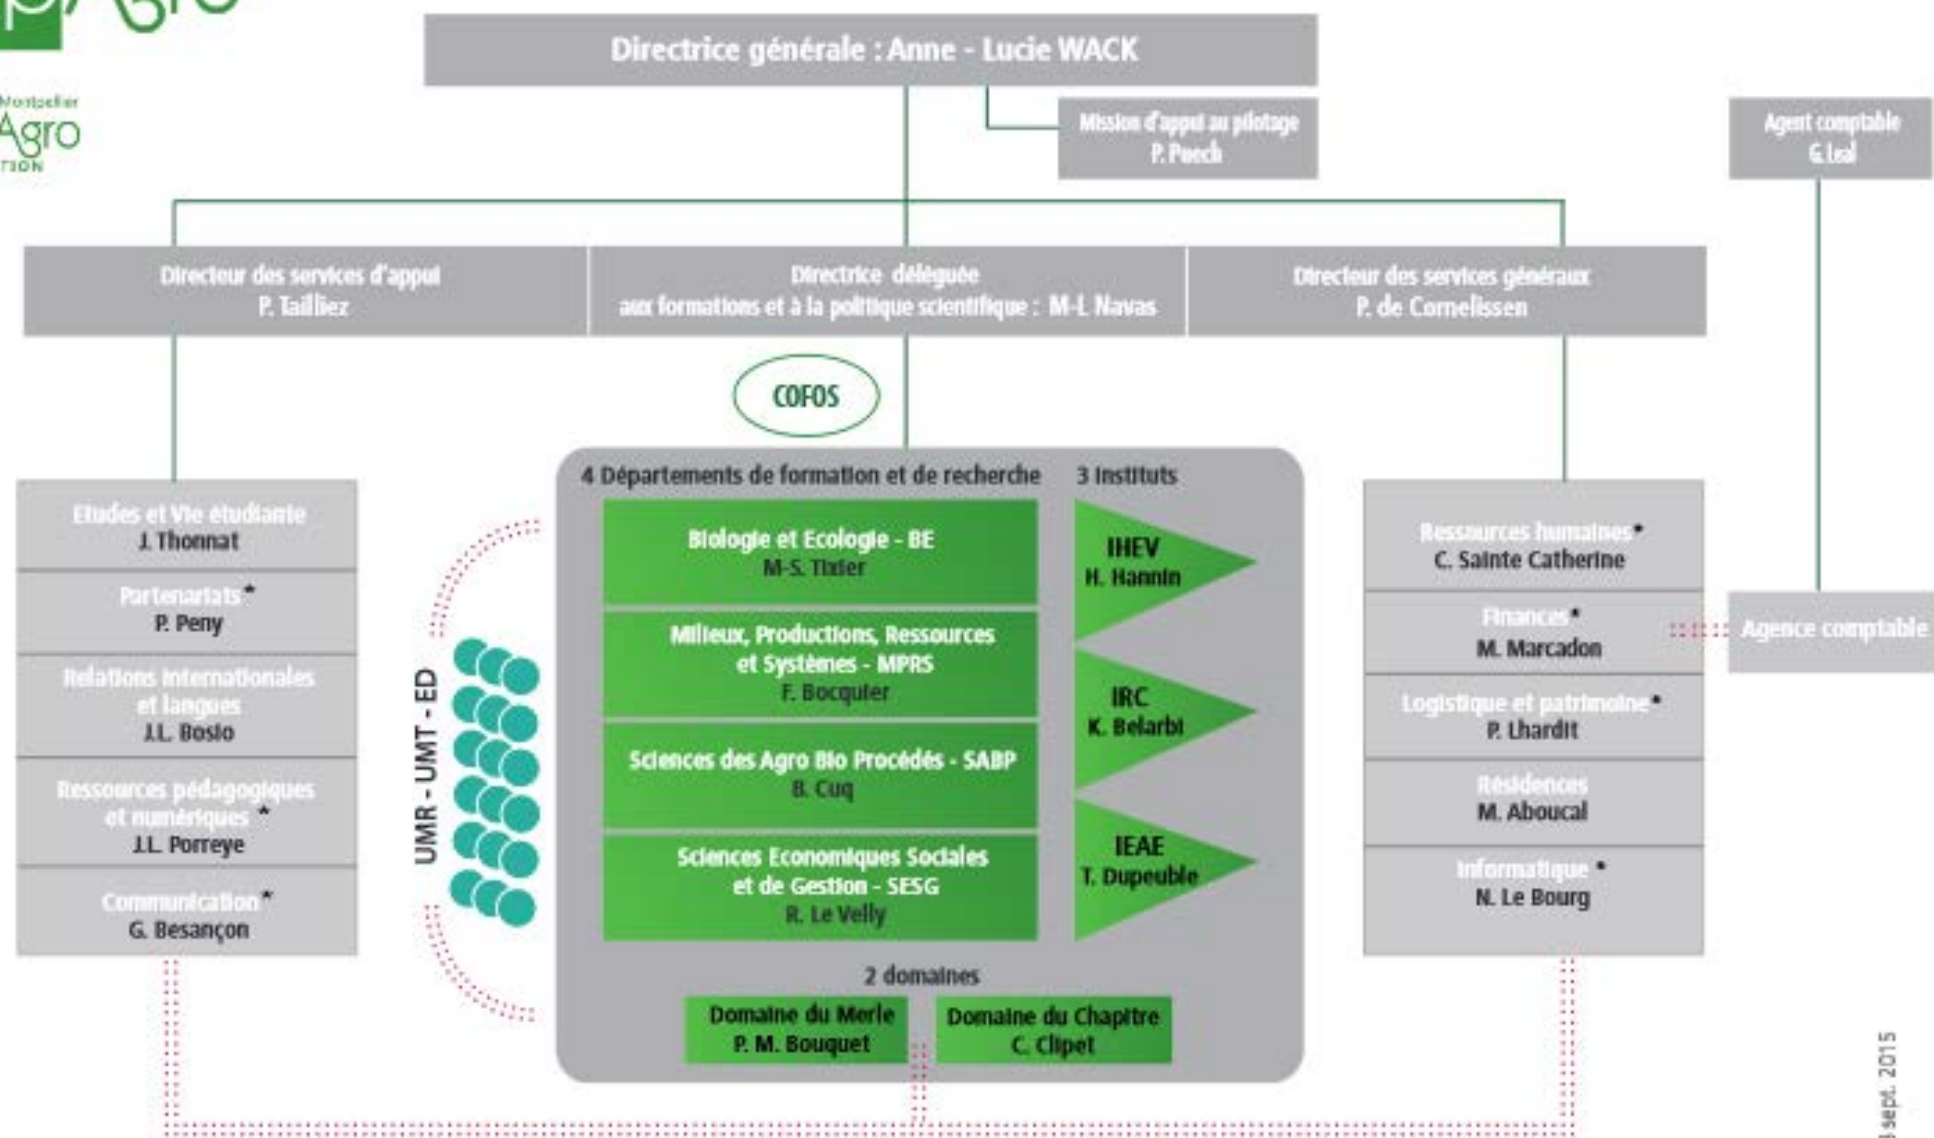 Agro
Montpellier
Agro
Directrice générale : Anne - Lucie WACK
Mission d'appui au pilotage
P. Puech
Agent comptable
G. Leal
Directeur des services d'appui
P. Tailliez
Directrice déléguée
aux formations et à la politique scientifique : M-L Navas
Directeur des services généraux
P. de Cornelissen
COFOS
Etudes et Vie étudiante
J. Thonnat
Partenariats *
P. Peny
Relations internationales
et langues
J.L. Bosio
Ressources pédagogiques
et numériques *
J.L. Porreye
Communication *
G. Besançon
UMR - UMT - ED
4 Départements de formation et de recherche
Biologie et Ecologie - BE
M-S. Tixier
Milieux, Productions, Ressources
et Systèmes - MPRS
F. Bocquier
Sciences des Agro Bio Procédés - SABP
B. Cuq
Sciences Economiques Sociales
et de Gestion - SESG
R. Le Velly
3 Instituts
IHEV
H. Hannin
IRC
K. Belarbi
IEAE
T. Dupeuble
2 domaines
Domaine du Merle
P. M. Bouquet
Domaine du Chapitre
C. Clipet
Ressources humaines *
C. Sainte Catherine
Finances *
M. Marcadon
Logistique et patrimoine *
P. Lhardit
Résidences
M. Aboucal
Informatique *
N. Le Bourg
Agence comptable
sept. 2015